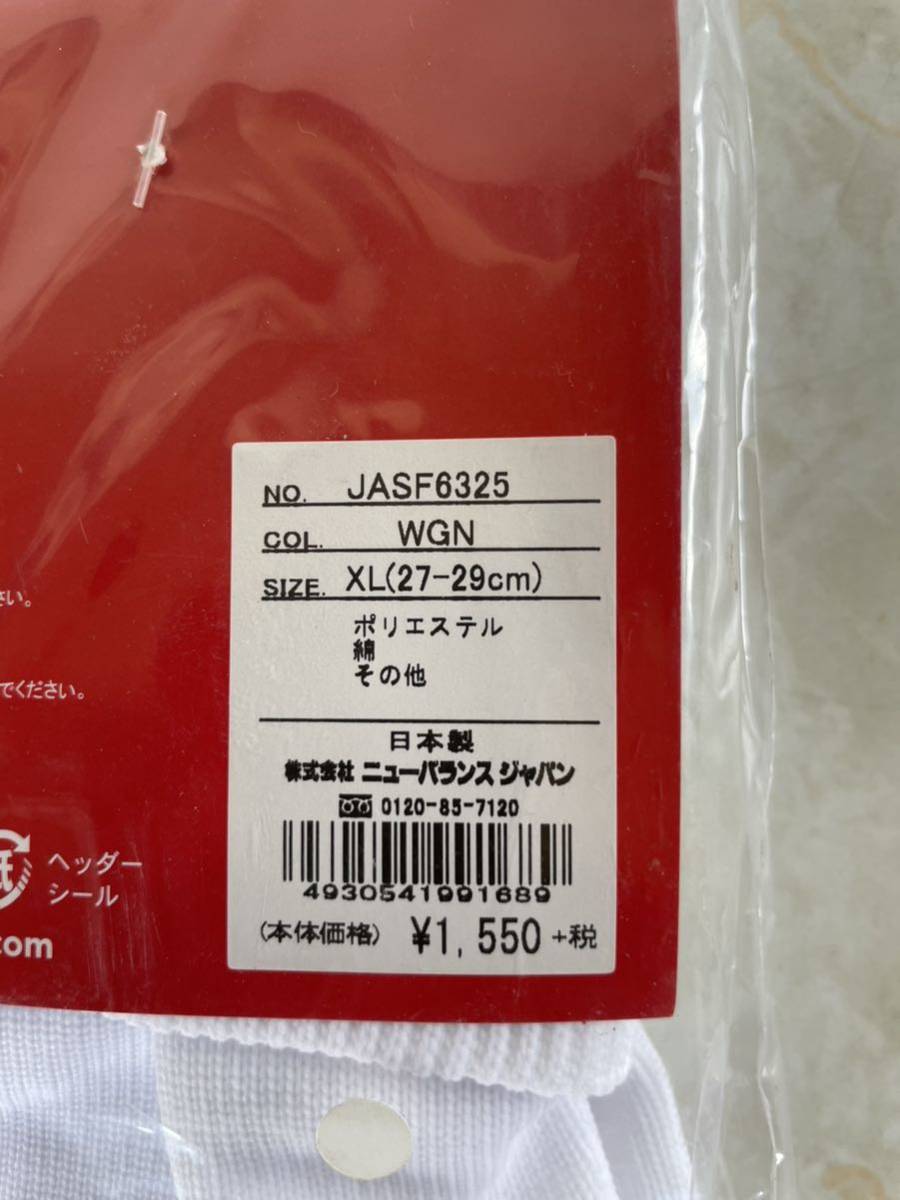 さい。
でください。
紙 ヘッダー
シール
.com
NO. JASF6325
COL. WGN
SIZE. XL(27-29cm)
ポリエステル
綿
その他
日本製
株式会社 ニューバランス ジャパン
0120-85-7120
4930541991689
(本体価格) ¥1,550 +税